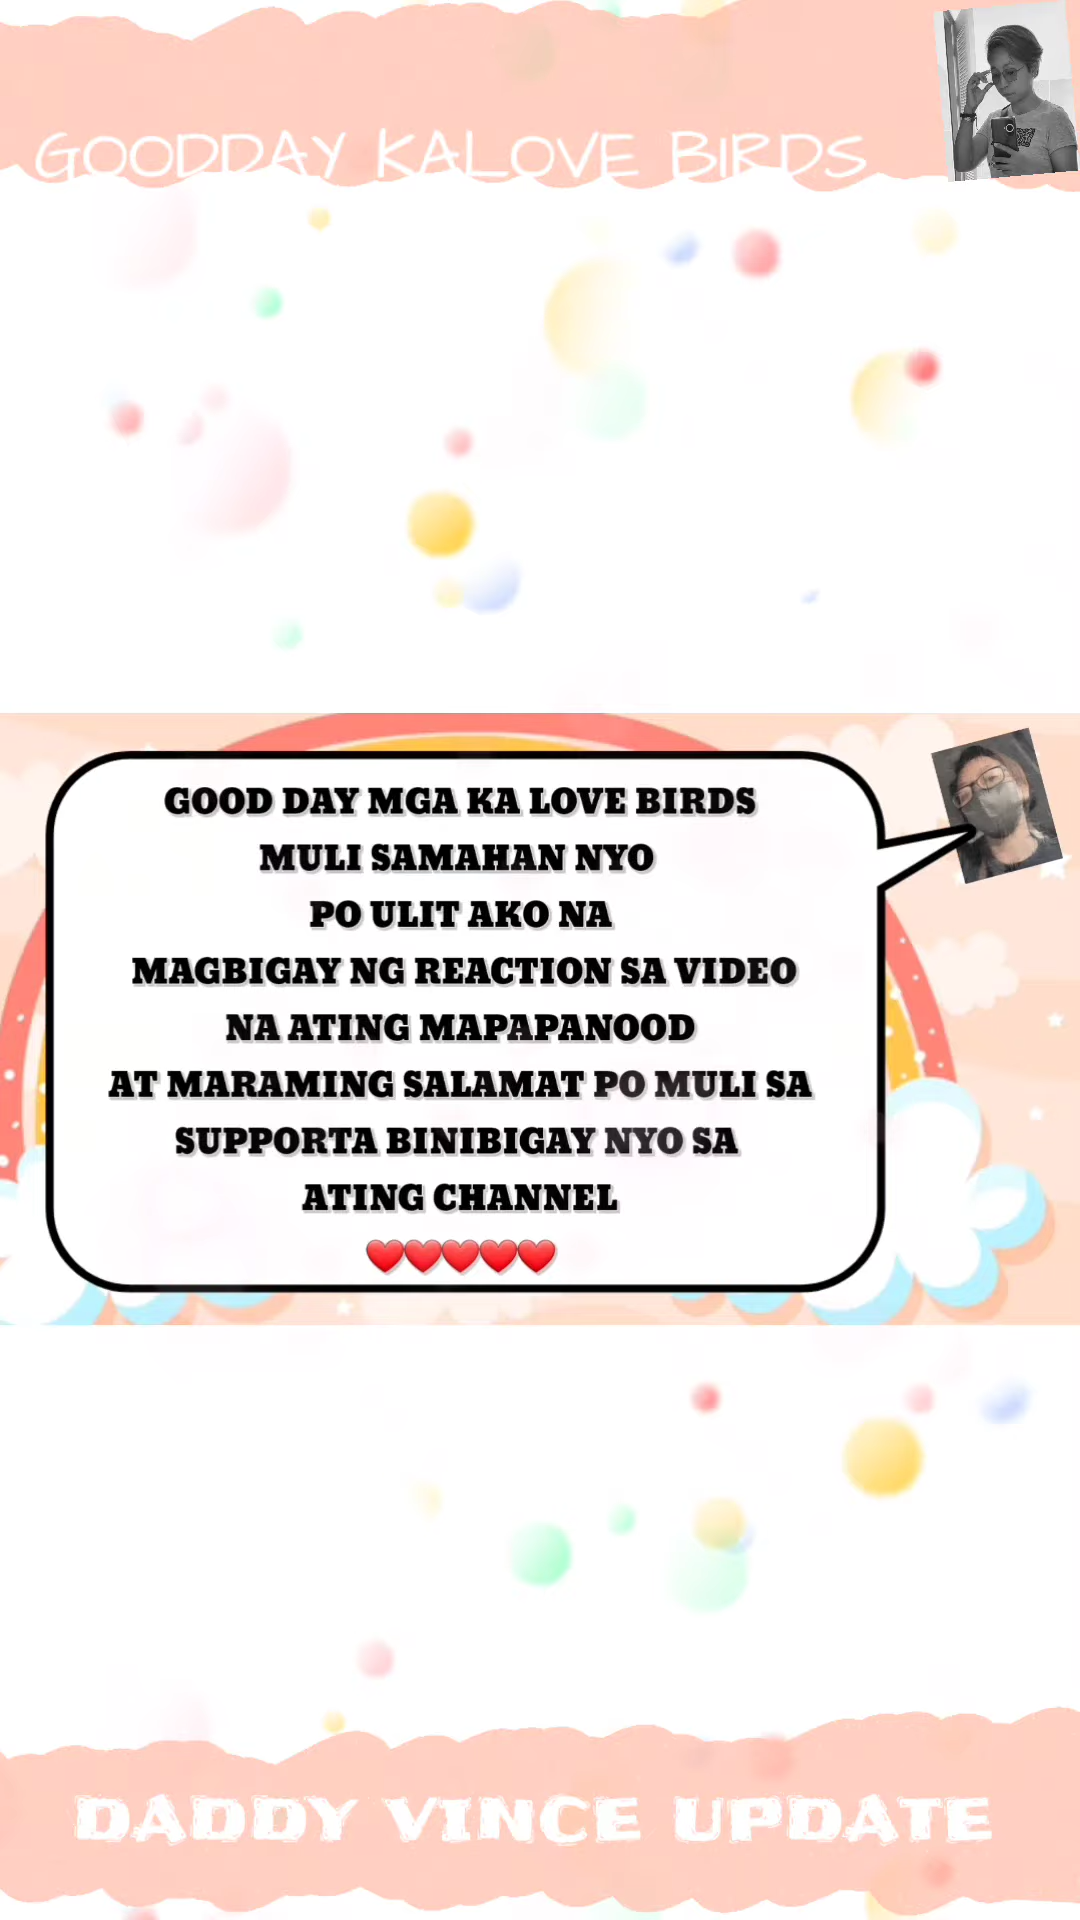 GOODDAY KALOVE BIRDS
GOOD DAY MGA KA LOVE BIRDS
MULI SAMAHAN NYO
PO ULIT AKO NA
MAGBIGAY NG REACTION SA VIDEO
NA ATING MAPAPANOOD
AT MARAMING SALAMAT PO MULI SA
SUPPORTA BINIBIGAY NYO SA
ATING CHANNEL
❤❤❤❤❤
DADDY VINCE UPDATE